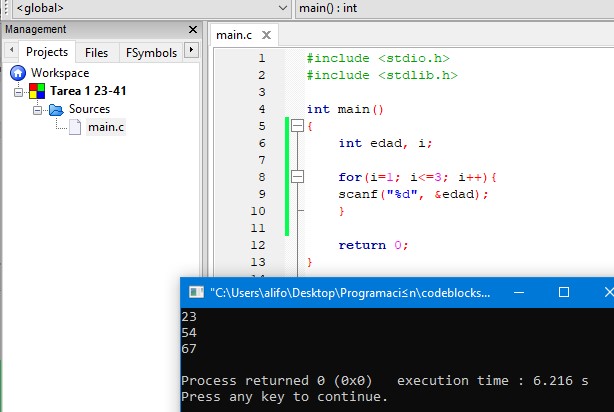 <global>
main() : int
Management
Projects
Files
FSymbols
Workspace
Tarea 1 23-41
Sources
main.c
main.c
1 #include <stdio.h>
2 #include <stdlib.h>
3
4 int main()
5 {
6 int edad, i;
7
8 for(i=1; i<=3; i++){
9 scanf("%d", &edad);
10 }
11
12 return 0;
13 }
"C:\Users\alifo\Desktop\Programaci≤n\codeblocks...
23
54
67
Process returned 0 (0x0)   execution time : 6.216 s
Press any key to continue.